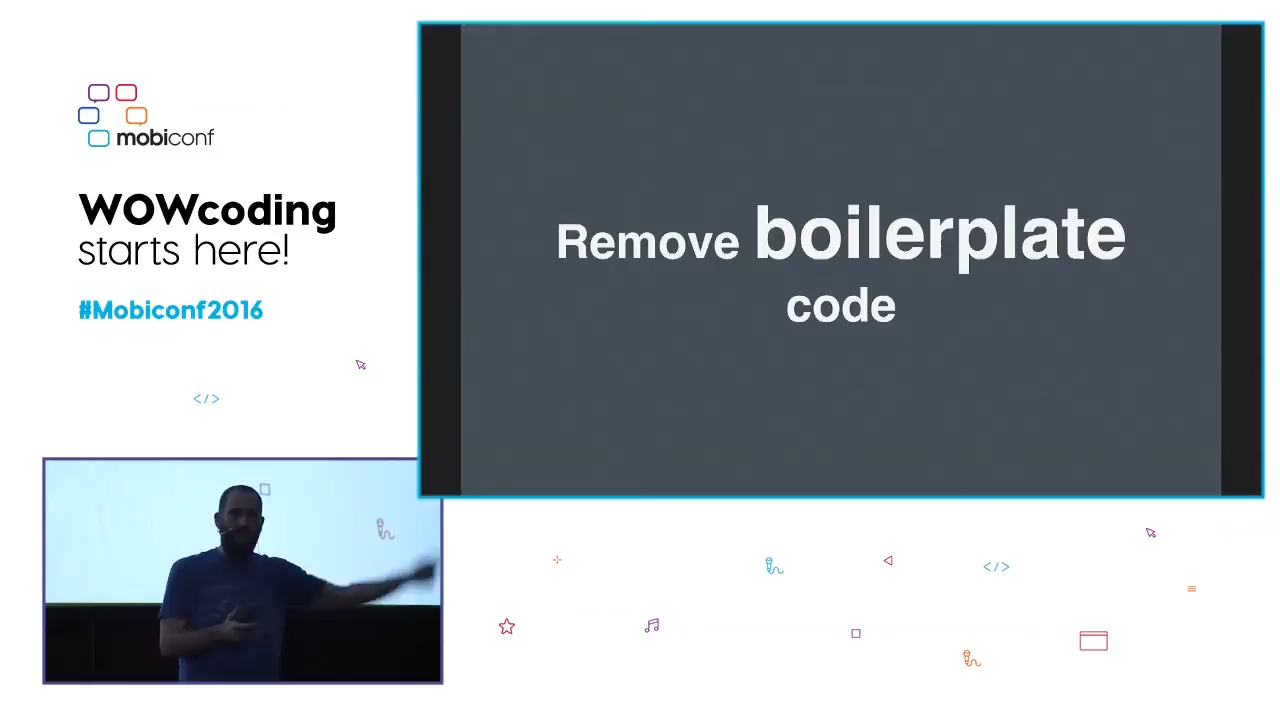 mobiconf
WOWcoding
starts here!
#Mobiconf2016
Remove boilerplate
code